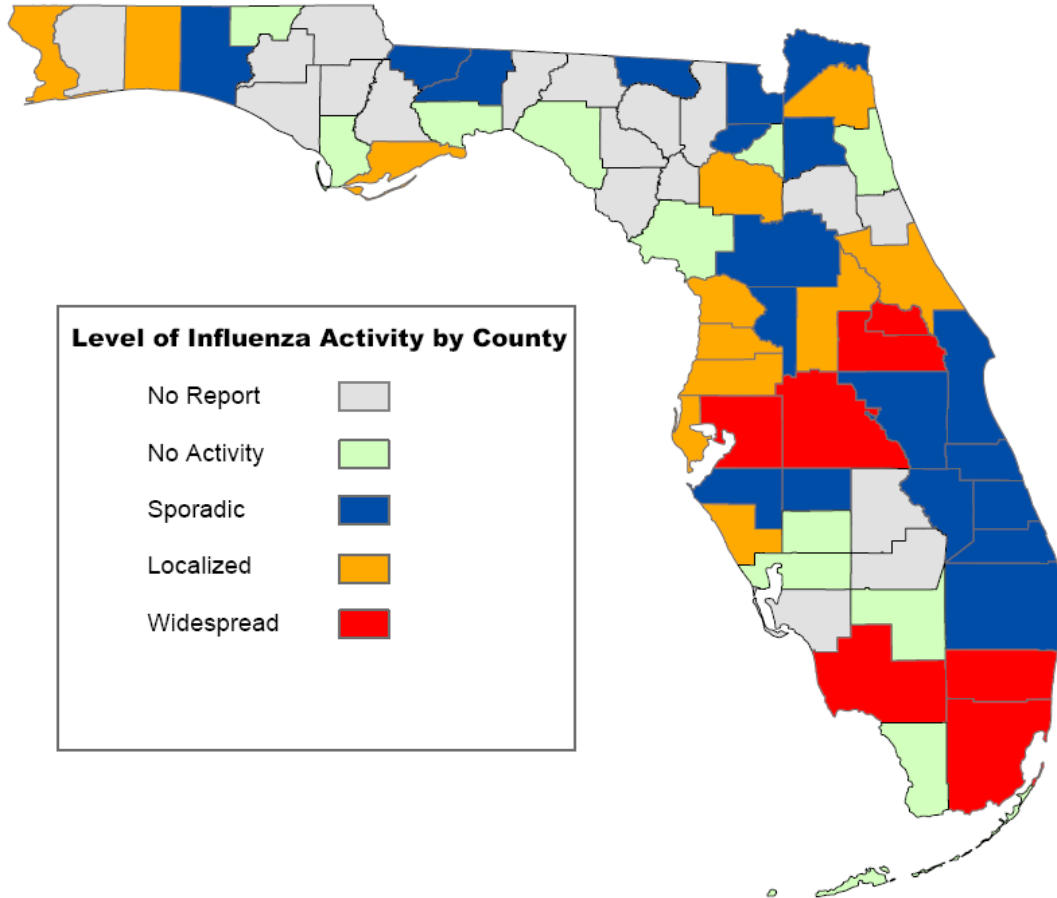 Level of Influenza Activity by County
No Report
No Activity
Sporadic
Localized
Widespread